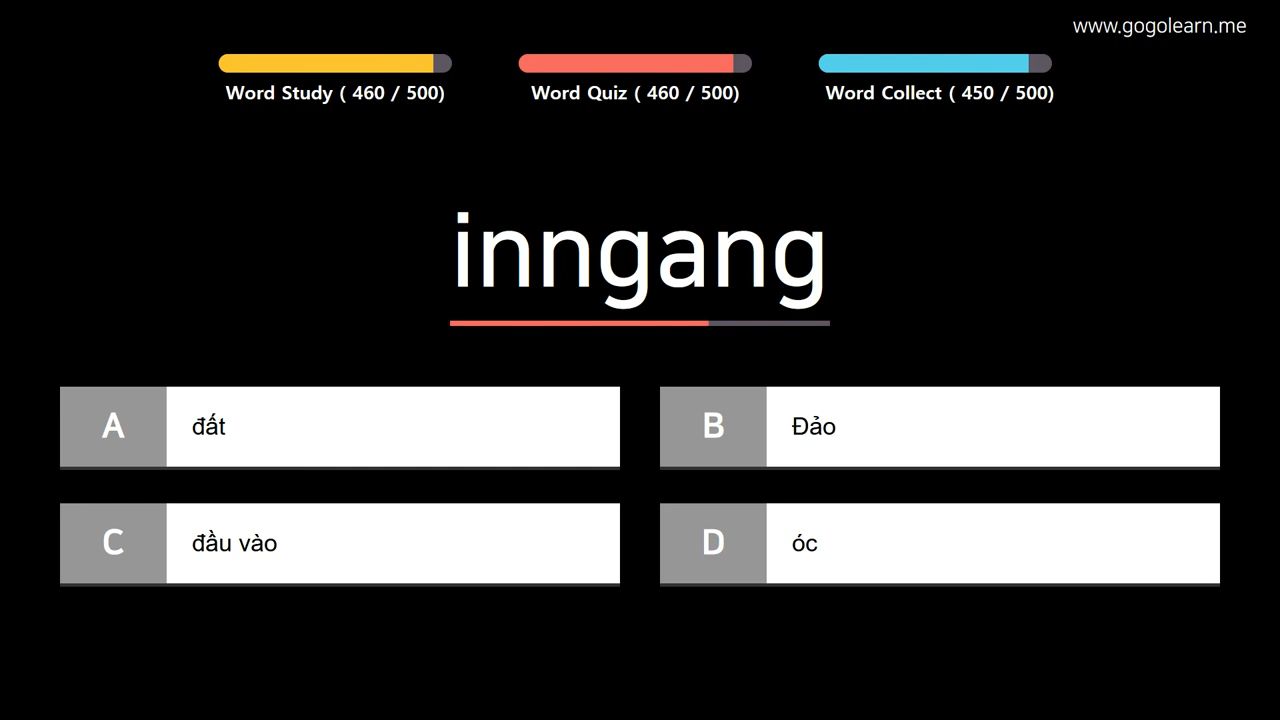 www.gogolearn.me
Word Study ( 460 / 500)
Word Quiz ( 460 / 500)
Word Collect ( 450 / 500)
inngang
A đất
B Đảo
C đầu vào
D óc